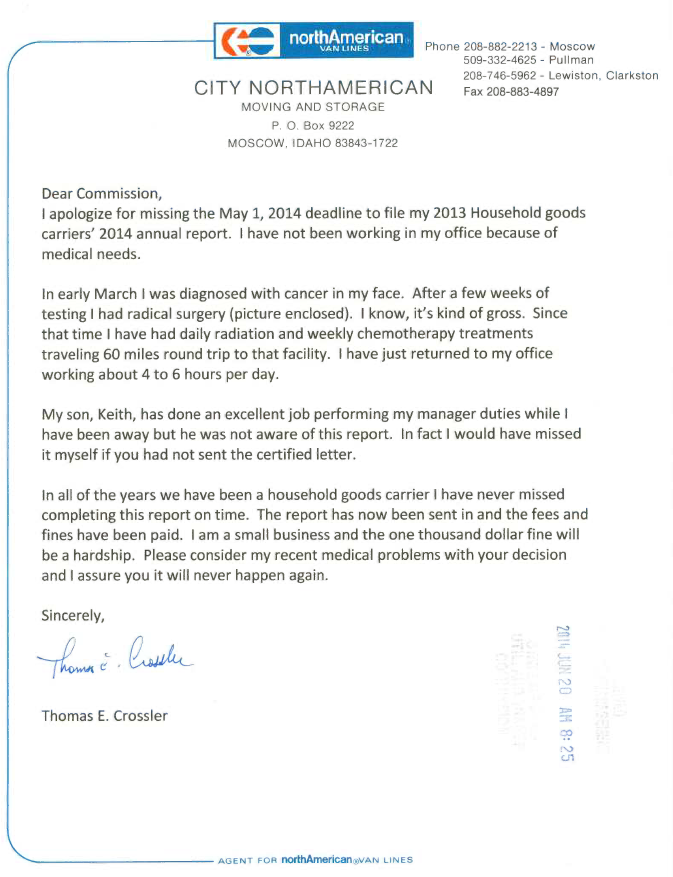 northAmerican®
VAN LINES
Phone 208-882-2213 - Moscow
509-332-4625 - Pullman
208-746-5962 - Lewiston, Clarkston
Fax 208-883-4897
CITY NORTHAMERICAN
MOVING AND STORAGE
P. O. Box 9222
MOSCOW, IDAHO 83843-1722
Dear Commission,
I apologize for missing the May 1, 2014 deadline to file my 2013 Household goods
carriers' 2014 annual report. I have not been working in my office because of
medical needs.
In early March I was diagnosed with cancer in my face. After a few weeks of
testing I had radical surgery (picture enclosed). I know, it's kind of gross. Since
that time I have had daily radiation and weekly chemotherapy treatments
traveling 60 miles round trip to that facility. I have just returned to my office
working about 4 to 6 hours per day.
My son, Keith, has done an excellent job performing my manager duties while I
have been away but he was not aware of this report. In fact I would have missed
it myself if you had not sent the certified letter.
In all of the years we have been a household goods carrier I have never missed
completing this report on time. The report has now been sent in and the fees and
fines have been paid. I am a small business and the one thousand dollar fine will
be a hardship. Please consider my recent medical problems with your decision
and I assure you it will never happen again.
Sincerely,
Thomas E. Crossler
Thomas E. Crossler
2014 JUN 20 AM 8: 25
AGENT FOR northAmerican®VAN LINES